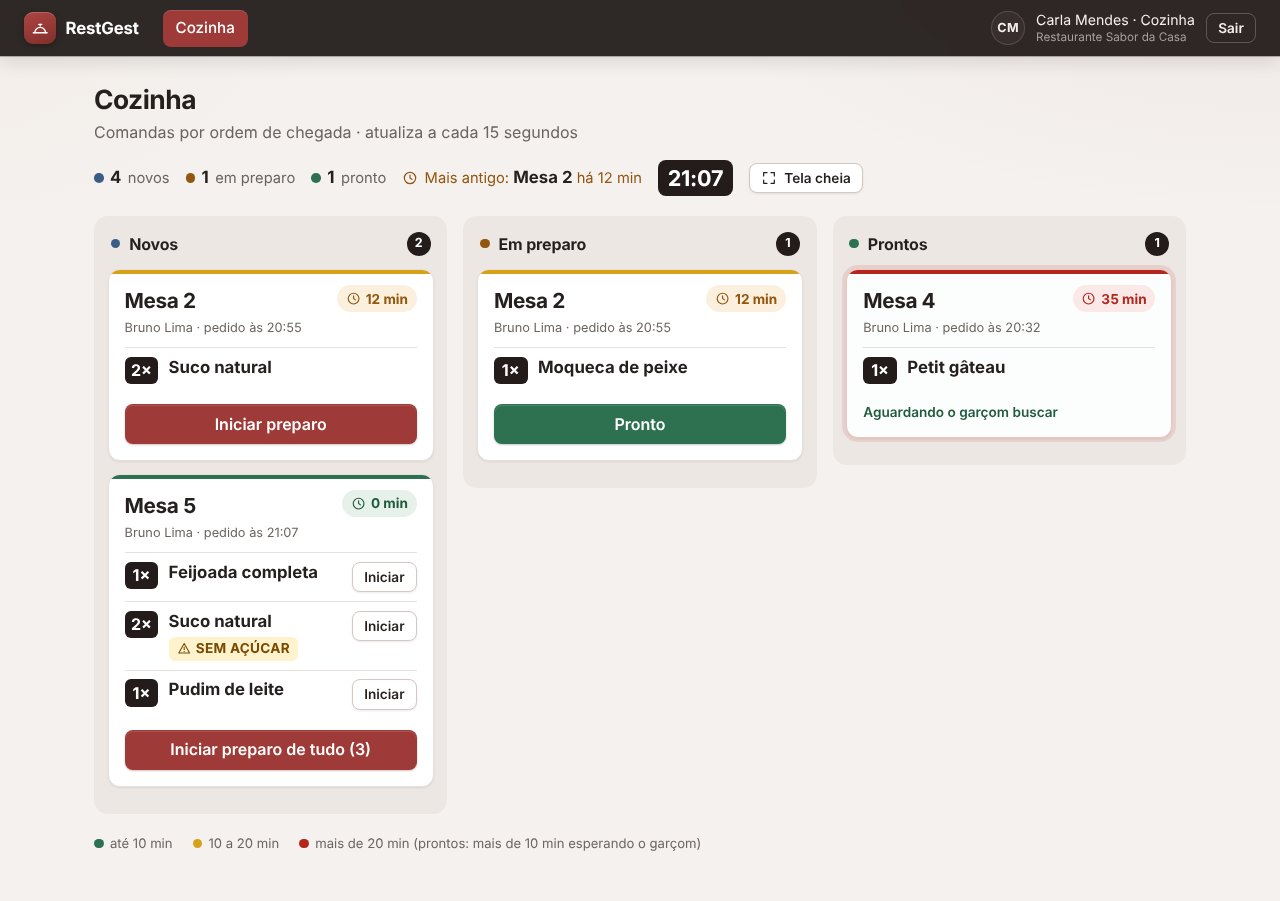 RestGest
Cozinha
CM
Carla Mendes · Cozinha
Restaurante Sabor da Casa
Sair
Cozinha
Comandas por ordem de chegada · atualiza a cada 15 segundos
4 novos
1 em preparo
1 pronto
Mais antigo: Mesa 2 há 12 min
21:07
Tela cheia
Novos
2
Mesa 2
12 min
Bruno Lima · pedido às 20:55
2× Suco natural
Iniciar preparo
Mesa 5
0 min
Bruno Lima · pedido às 21:07
1× Feijoada completa
Iniciar
2× Suco natural
Iniciar
SEM AÇÚCAR
1× Pudim de leite
Iniciar
Iniciar preparo de tudo (3)
Em preparo
1
Mesa 2
12 min
Bruno Lima · pedido às 20:55
1× Moqueca de peixe
Pronto
Prontos
1
Mesa 4
35 min
Bruno Lima · pedido às 20:32
1× Petit gâteau
Aguardando o garçom buscar
até 10 min
10 a 20 min
mais de 20 min (prontos: mais de 10 min esperando o garçom)